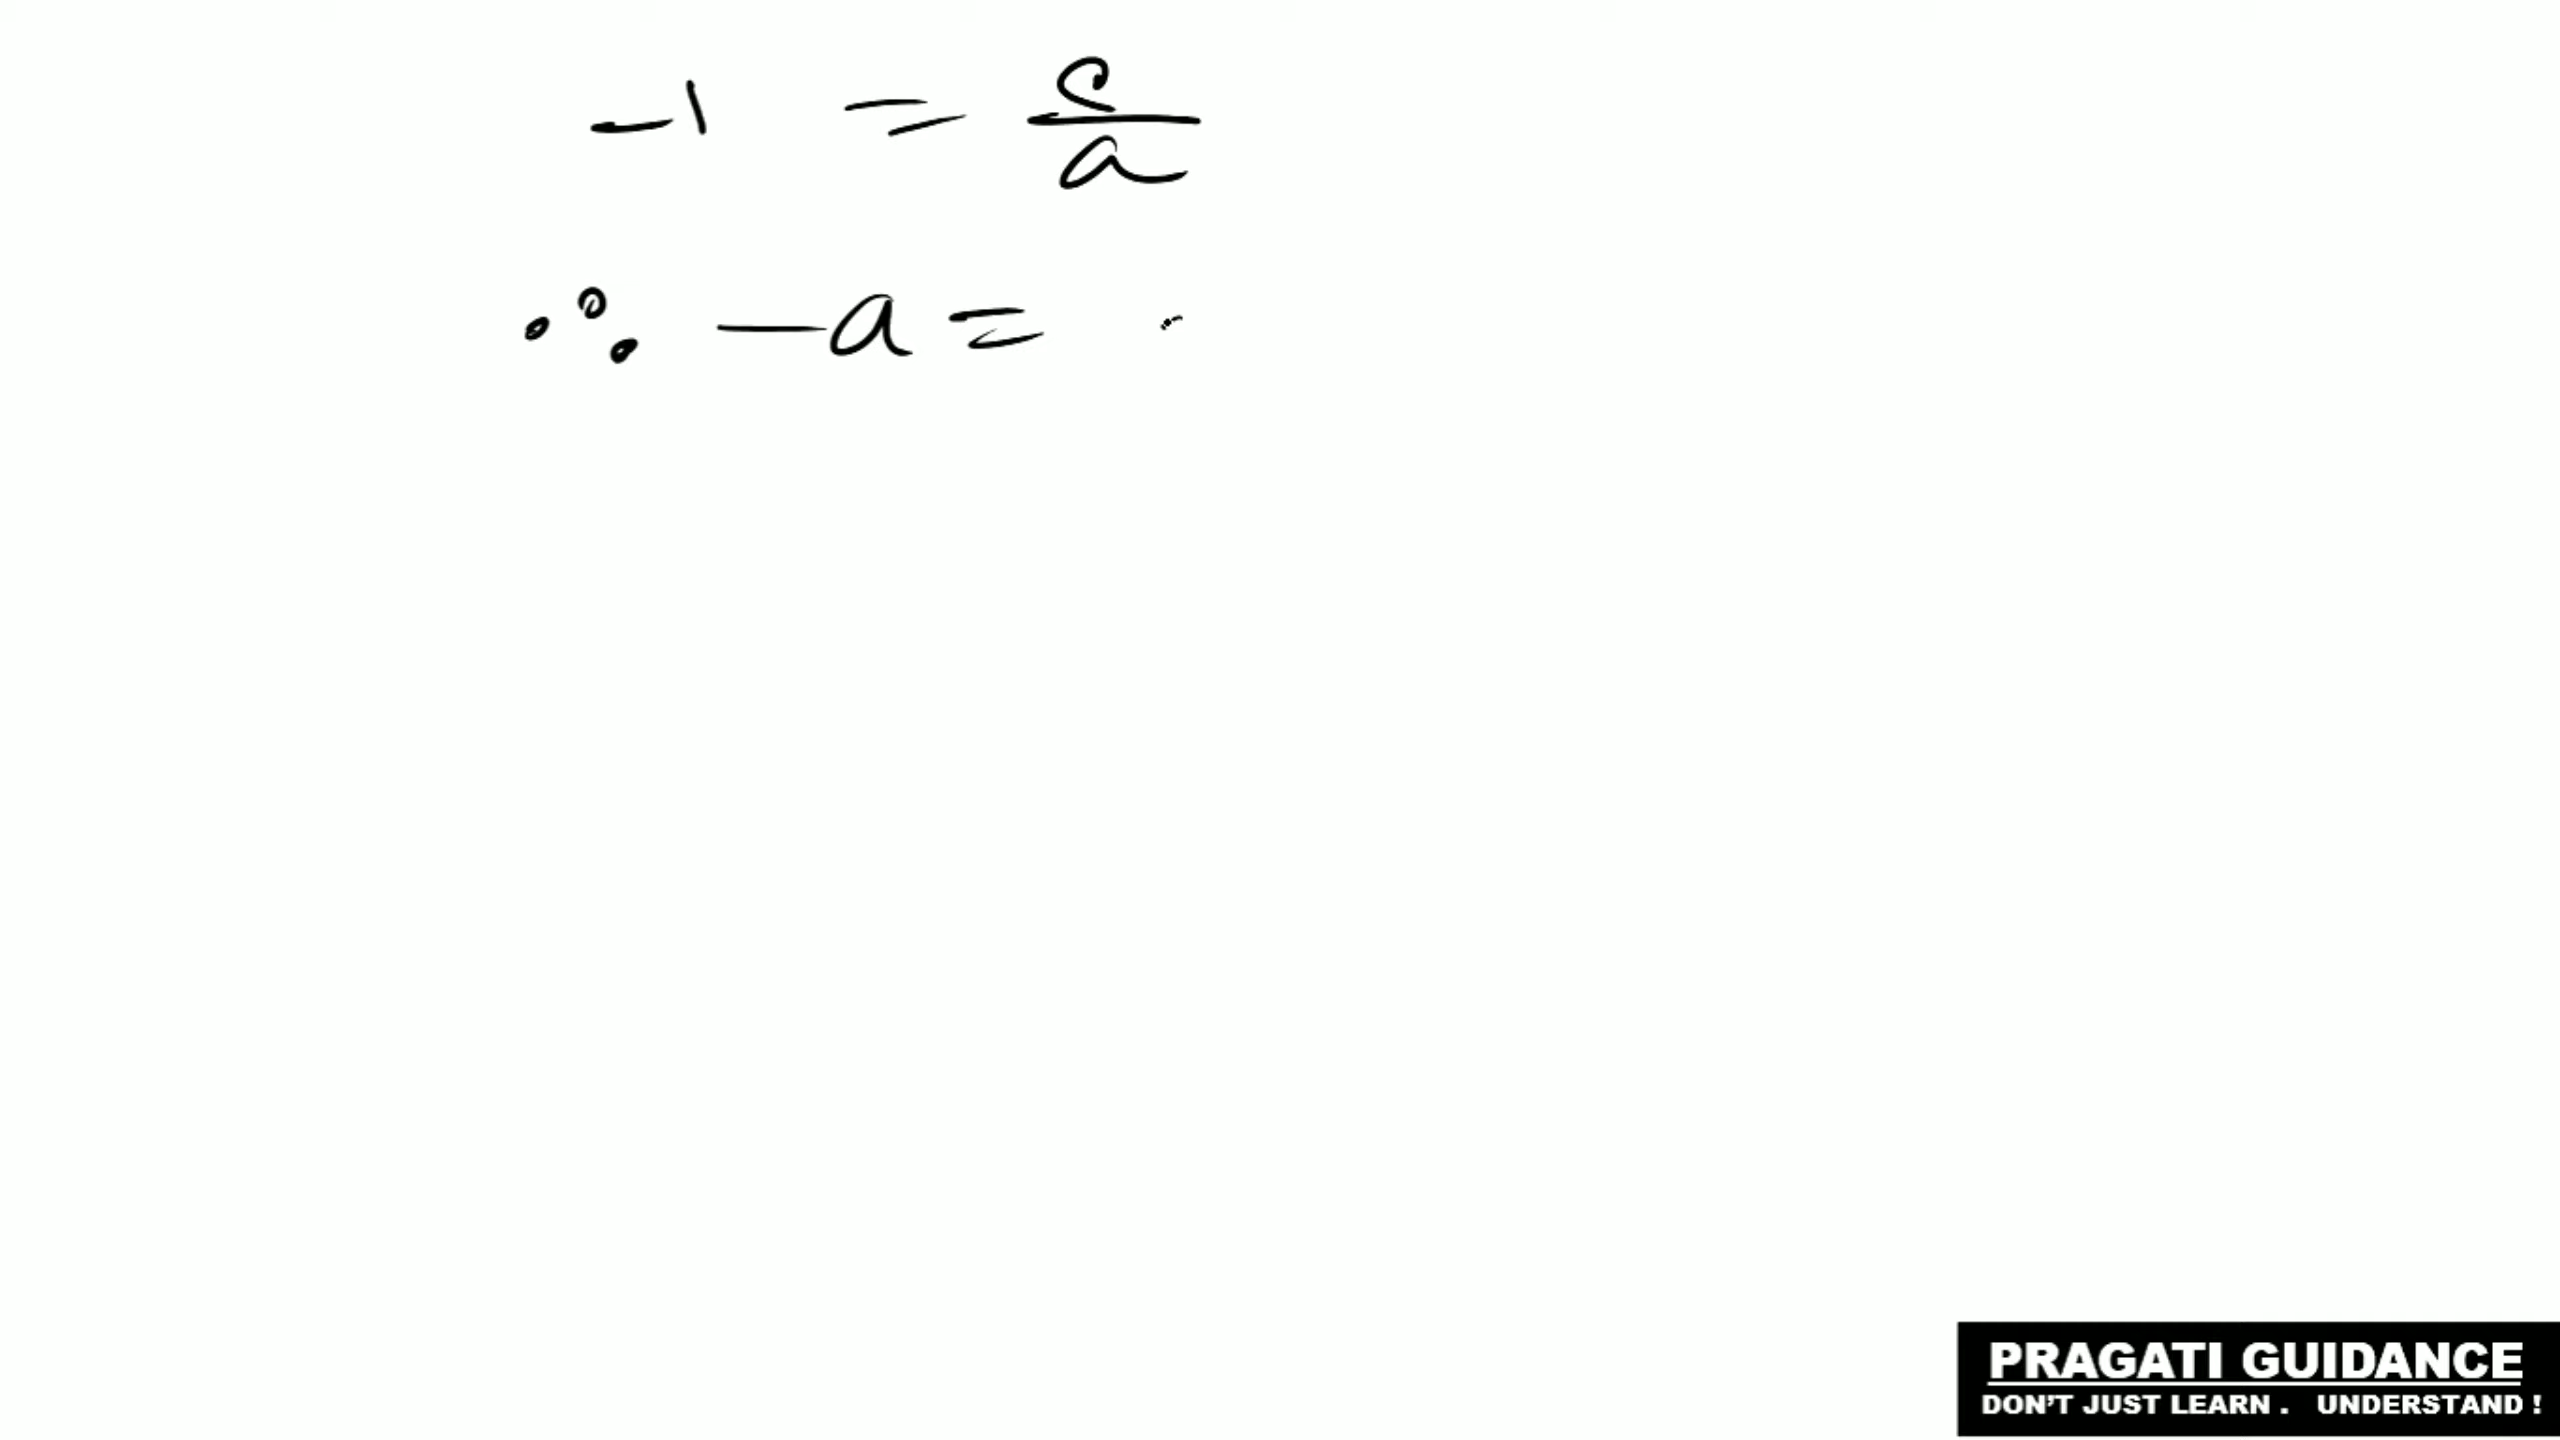 -1 = c/a
∴ -a =
PRAGATI GUIDANCE
DON'T JUST LEARN . UNDERSTAND !